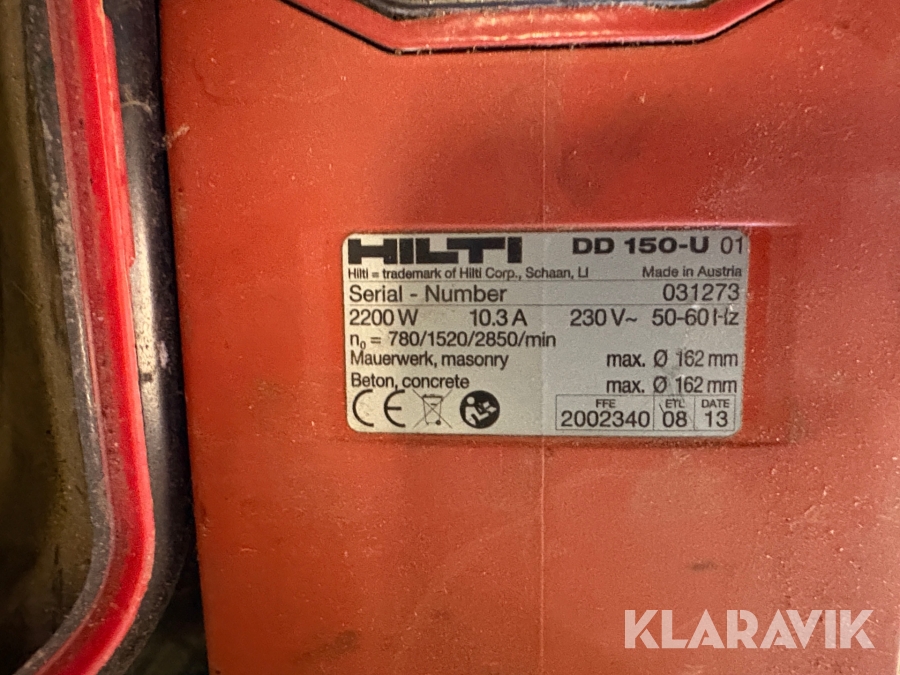 HILTI DD 150-U 01
Hilti = trademark of Hilti Corp., Schaan, LI Made in Austria
Serial - Number 031273
2200 W 10.3 A 230 V~ 50-60 Hz
n₀ = 780/1520/2850/min
Mauerwerk, masonry max. Ø 162 mm
Beton, concrete max. Ø 162 mm
CE FFE ETL DATE
2002340 08 13
KLARAVIK